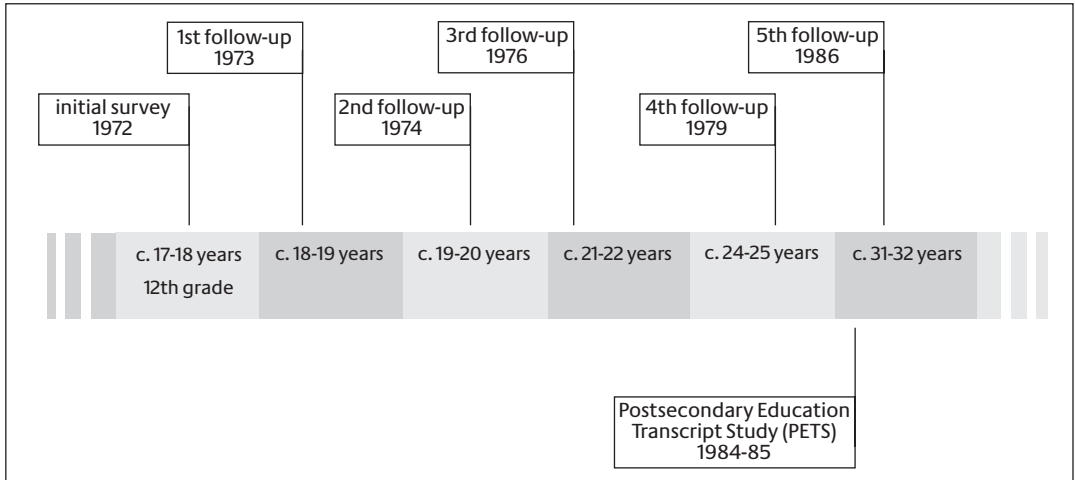 1st follow-up
1973
3rd follow-up
1976
5th follow-up
1986
initial survey
1972
2nd follow-up
1974
4th follow-up
1979
c. 17-18 years
12th grade
c. 18-19 years
c. 19-20 years
c. 21-22 years
c. 24-25 years
c. 31-32 years
Postsecondary Education
Transcript Study (PETS)
1984-85